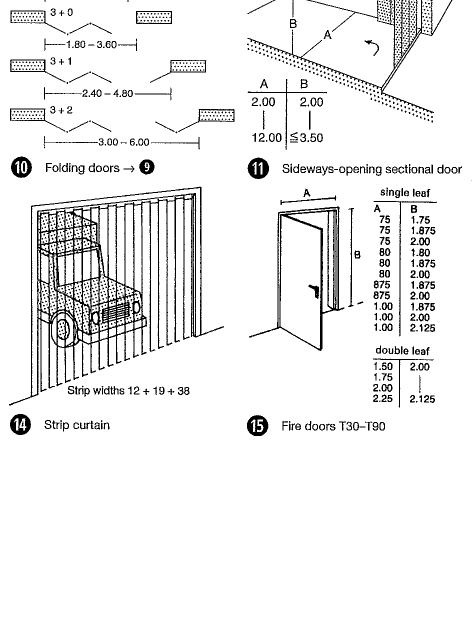 3 + 0
1.80 – 3.60
3 + 1
2.40 – 4.80
3 + 2
3.00 – 6.00
10 Folding doors → 9
B
A
A B
2.00 2.00
12.00 ≦3.50
11 Sideways-opening sectional door
Strip widths 12 + 19 + 38
14 Strip curtain
A
B
single leaf
A B
75 1.75
75 1.875
75 2.00
80 1.80
80 1.875
80 2.00
875 1.875
875 2.00
1.00 1.875
1.00 2.00
1.00 2.125
double leaf
1.50 2.00
1.75
2.00
2.25 2.125
15 Fire doors T30–T90